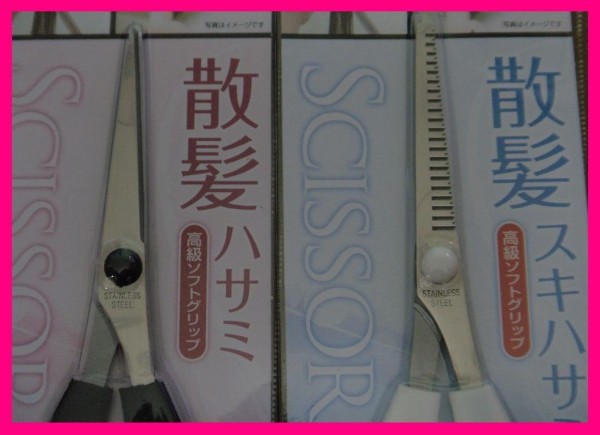 写真はイメージです
SCISSOR
散髪ハサミ
高級ソフトグリップ
STAINLESS
STEEL
写真はイメージです
SCISSOR
散髪スキハサミ
高級ソフトグリップ
STAINLESS
STEEL